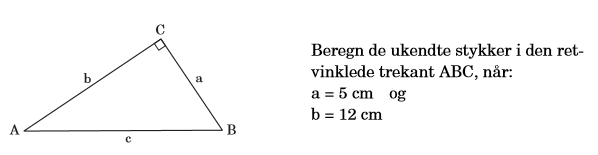 C
b
a
A
B
c
Beregn de ukendte stykker i den ret-
vinklede trekant ABC, når:
a = 5 cm og
b = 12 cm